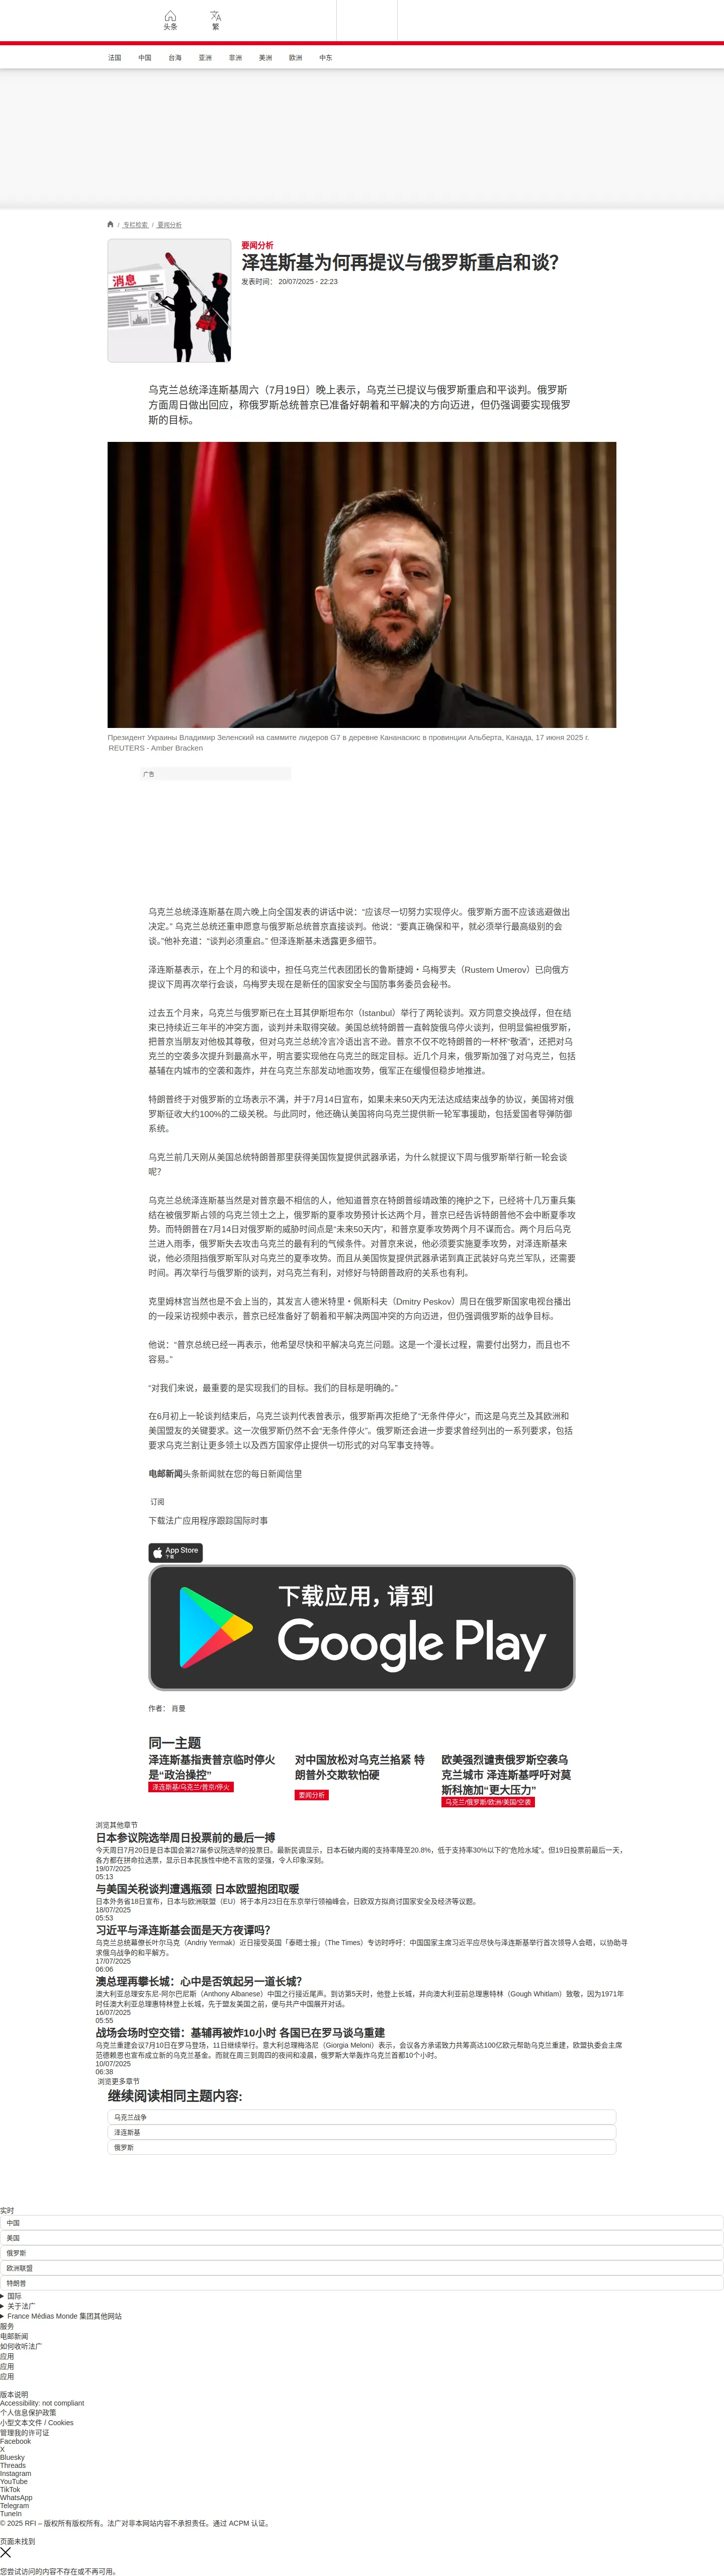 头条
繁
法国 中国 台海 亚洲 非洲 美洲 欧洲 中东
/ 专栏检索 / 要闻分析
消息
要闻分析
泽连斯基为何再提议与俄罗斯重启和谈？
发表时间： 20/07/2025 - 22:23
乌克兰总统泽连斯基周六（7月19日）晚上表示，乌克兰已提议与俄罗斯重启和平谈判。俄罗斯
方面周日做出回应，称俄罗斯总统普京已准备好朝着和平解决的方向迈进，但仍强调要实现俄罗
斯的目标。
Президент Украины Владимир Зеленский на саммите лидеров G7 в деревне Кананаскис в провинции Альберта, Канада, 17 июня 2025 г.
REUTERS - Amber Bracken
广告
乌克兰总统泽连斯基在周六晚上向全国发表的讲话中说：“应该尽一切努力实现停火。俄罗斯方面不应该逃避做出
决定。” 乌克兰总统还重申愿意与俄罗斯总统普京直接谈判。他说：“要真正确保和平，就必须举行最高级别的会
谈。”他补充道：“谈判必须重启。” 但泽连斯基未透露更多细节。
泽连斯基表示，在上个月的和谈中，担任乌克兰代表团团长的鲁斯捷姆・乌梅罗夫（Rustem Umerov）已向俄方
提议下周再次举行会谈，乌梅罗夫现在是新任的国家安全与国防事务委员会秘书。
过去五个月来，乌克兰与俄罗斯已在土耳其伊斯坦布尔（Istanbul）举行了两轮谈判。双方同意交换战俘，但在结
束已持续近三年半的冲突方面，谈判并未取得突破。美国总统特朗普一直斡旋俄乌停火谈判，但明显偏袒俄罗斯，
把普京当朋友对他极其尊敬，但对乌克兰总统冷言冷语出言不逊。普京不仅不吃特朗普的一杯杯“敬酒”，还把对乌
克兰的空袭多次提升到最高水平，明言要实现他在乌克兰的既定目标。近几个月来，俄罗斯加强了对乌克兰，包括
基辅在内城市的空袭和轰炸，并在乌克兰东部发动地面攻势，俄军正在缓慢但稳步地推进。
特朗普终于对俄罗斯的立场表示不满，并于7月14日宣布，如果未来50天内无法达成结束战争的协议，美国将对俄
罗斯征收大约100%的二级关税。与此同时，他还确认美国将向乌克兰提供新一轮军事援助，包括爱国者导弹防御
系统。
乌克兰前几天刚从美国总统特朗普那里获得美国恢复提供武器承诺，为什么就提议下周与俄罗斯举行新一轮会谈
呢？
乌克兰总统泽连斯基当然是对普京最不相信的人，他知道普京在特朗普绥靖政策的掩护之下，已经将十几万重兵集
结在被俄罗斯占领的乌克兰领土之上，俄罗斯的夏季攻势预计长达两个月，普京已经告诉特朗普他不会中断夏季攻
势。而特朗普在7月14日对俄罗斯的威胁时间点是“未来50天内”，和普京夏季攻势两个月不谋而合。两个月后乌克
兰进入雨季，俄罗斯失去攻击乌克兰的最有利的气候条件。对普京来说，他必须要实施夏季攻势，对泽连斯基来
说，他必须阻挡俄罗斯军队对乌克兰的夏季攻势。而且从美国恢复提供武器承诺到真正武装好乌克兰军队，还需要
时间。再次举行与俄罗斯的谈判，对乌克兰有利，对修好与特朗普政府的关系也有利。
克里姆林宫当然也是不会上当的，其发言人德米特里・佩斯科夫（Dmitry Peskov）周日在俄罗斯国家电视台播出
的一段采访视频中表示，普京已经准备好了朝着和平解决两国冲突的方向迈进，但仍强调俄罗斯的战争目标。
他说：“普京总统已经一再表示，他希望尽快和平解决乌克兰问题。这是一个漫长过程，需要付出努力，而且也不
容易。”
“对我们来说，最重要的是实现我们的目标。我们的目标是明确的。”
在6月初上一轮谈判结束后，乌克兰谈判代表曾表示，俄罗斯再次拒绝了“无条件停火”，而这是乌克兰及其欧洲和
美国盟友的关键要求。这一次俄罗斯仍然不会“无条件停火”。俄罗斯还会进一步要求曾经列出的一系列要求，包括
要求乌克兰割让更多领土以及西方国家停止提供一切形式的对乌军事支持等。
电邮新闻头条新闻就在您的每日新闻信里
订阅
下载法广应用程序跟踪国际时事
App Store
下载
下载应用，请到
Google Play
作者： 肖曼
同一主题
泽连斯基指责普京临时停火
是“政治操控”
泽连斯基/乌克兰/普京/停火
对中国放松对乌克兰掐紧 特
朗普外交欺软怕硬
要闻分析
欧美强烈谴责俄罗斯空袭乌
克兰城市 泽连斯基呼吁对莫
斯科施加“更大压力”
乌克兰/俄罗斯/欧洲/美国/空袭
浏览其他章节
日本参议院选举周日投票前的最后一搏
今天周日7月20日是日本国会第27届参议院选举的投票日。最新民调显示，日本石破内阁的支持率降至20.8%，低于支持率30%以下的“危险水域”。但19日投票前最后一天，
各方都在拼命拉选票，显示日本民族性中绝不言败的坚强，令人印象深刻。
19/07/2025
05:13
与美国关税谈判遭遇瓶颈 日本欧盟抱团取暖
日本外务省18日宣布，日本与欧洲联盟（EU）将于本月23日在东京举行领袖峰会，日欧双方拟商讨国家安全及经济等议题。
18/07/2025
05:53
习近平与泽连斯基会面是天方夜谭吗？
乌克兰总统幕僚长叶尔马克（Andriy Yermak）近日接受英国「泰晤士报」（The Times）专访时呼吁：中国国家主席习近平应尽快与泽连斯基举行首次领导人会晤，以协助寻
求俄乌战争的和平解方。
17/07/2025
06:06
澳总理再攀长城：心中是否筑起另一道长城？
澳大利亚总理安东尼·阿尔巴尼斯（Anthony Albanese）中国之行接近尾声。到访第5天时，他登上长城，并向澳大利亚前总理惠特林（Gough Whitlam）致敬，因为1971年
时任澳大利亚总理惠特林登上长城，先于盟友美国之前，便与共产中国展开对话。
16/07/2025
05:55
战场会场时空交错：基辅再被炸10小时 各国已在罗马谈乌重建
乌克兰重建会议7月10日在罗马登场，11日继续举行。意大利总理梅洛尼（Giorgia Meloni）表示，会议各方承诺致力共筹高达100亿欧元帮助乌克兰重建，欧盟执委会主席
范德赖恩也宣布成立新的乌克兰基金。而就在周三到周四的夜间和凌晨，俄罗斯大举轰炸乌克兰首都10个小时。
10/07/2025
06:38
浏览更多章节
继续阅读相同主题内容:
乌克兰战争
泽连斯基
俄罗斯
实时
中国
美国
俄罗斯
欧洲联盟
特朗普
国际
关于法广
France Médias Monde 集团其他网站
服务
电邮新闻
如何收听法广
应用
应用
应用
版本说明
Accessibility: not compliant
个人信息保护政策
小型文本文件 / Cookies
管理我的许可证
Facebook
X
Bluesky
Threads
Instagram
YouTube
TikTok
WhatsApp
Telegram
TuneIn
© 2025 RFI – 版权所有版权所有。法广对非本网站内容不承担责任。通过 ACPM 认证。
页面未找到
您尝试访问的内容不存在或不再可用。